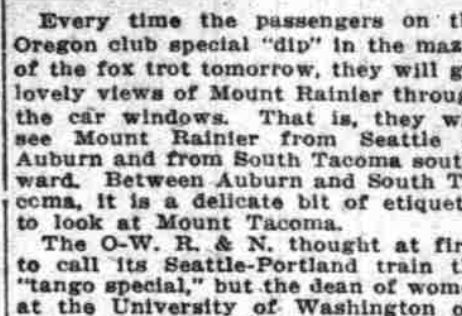 Every time the passengers on th
Oregon club special "dip" in the maz
of the fox trot tomorrow, they will g
lovely views of Mount Rainier throug
the car windows. That is, they wi
see Mount Rainier from Seattle
Auburn and from South Tacoma sout
ward. Between Auburn and South T
coma, it is a delicate bit of etiquet
to look at Mount Tacoma.
The O-W. R. & N. thought at fir
to call its Seattle-Portland train th
"tango special," but the dean of wom
at the University of Washington o